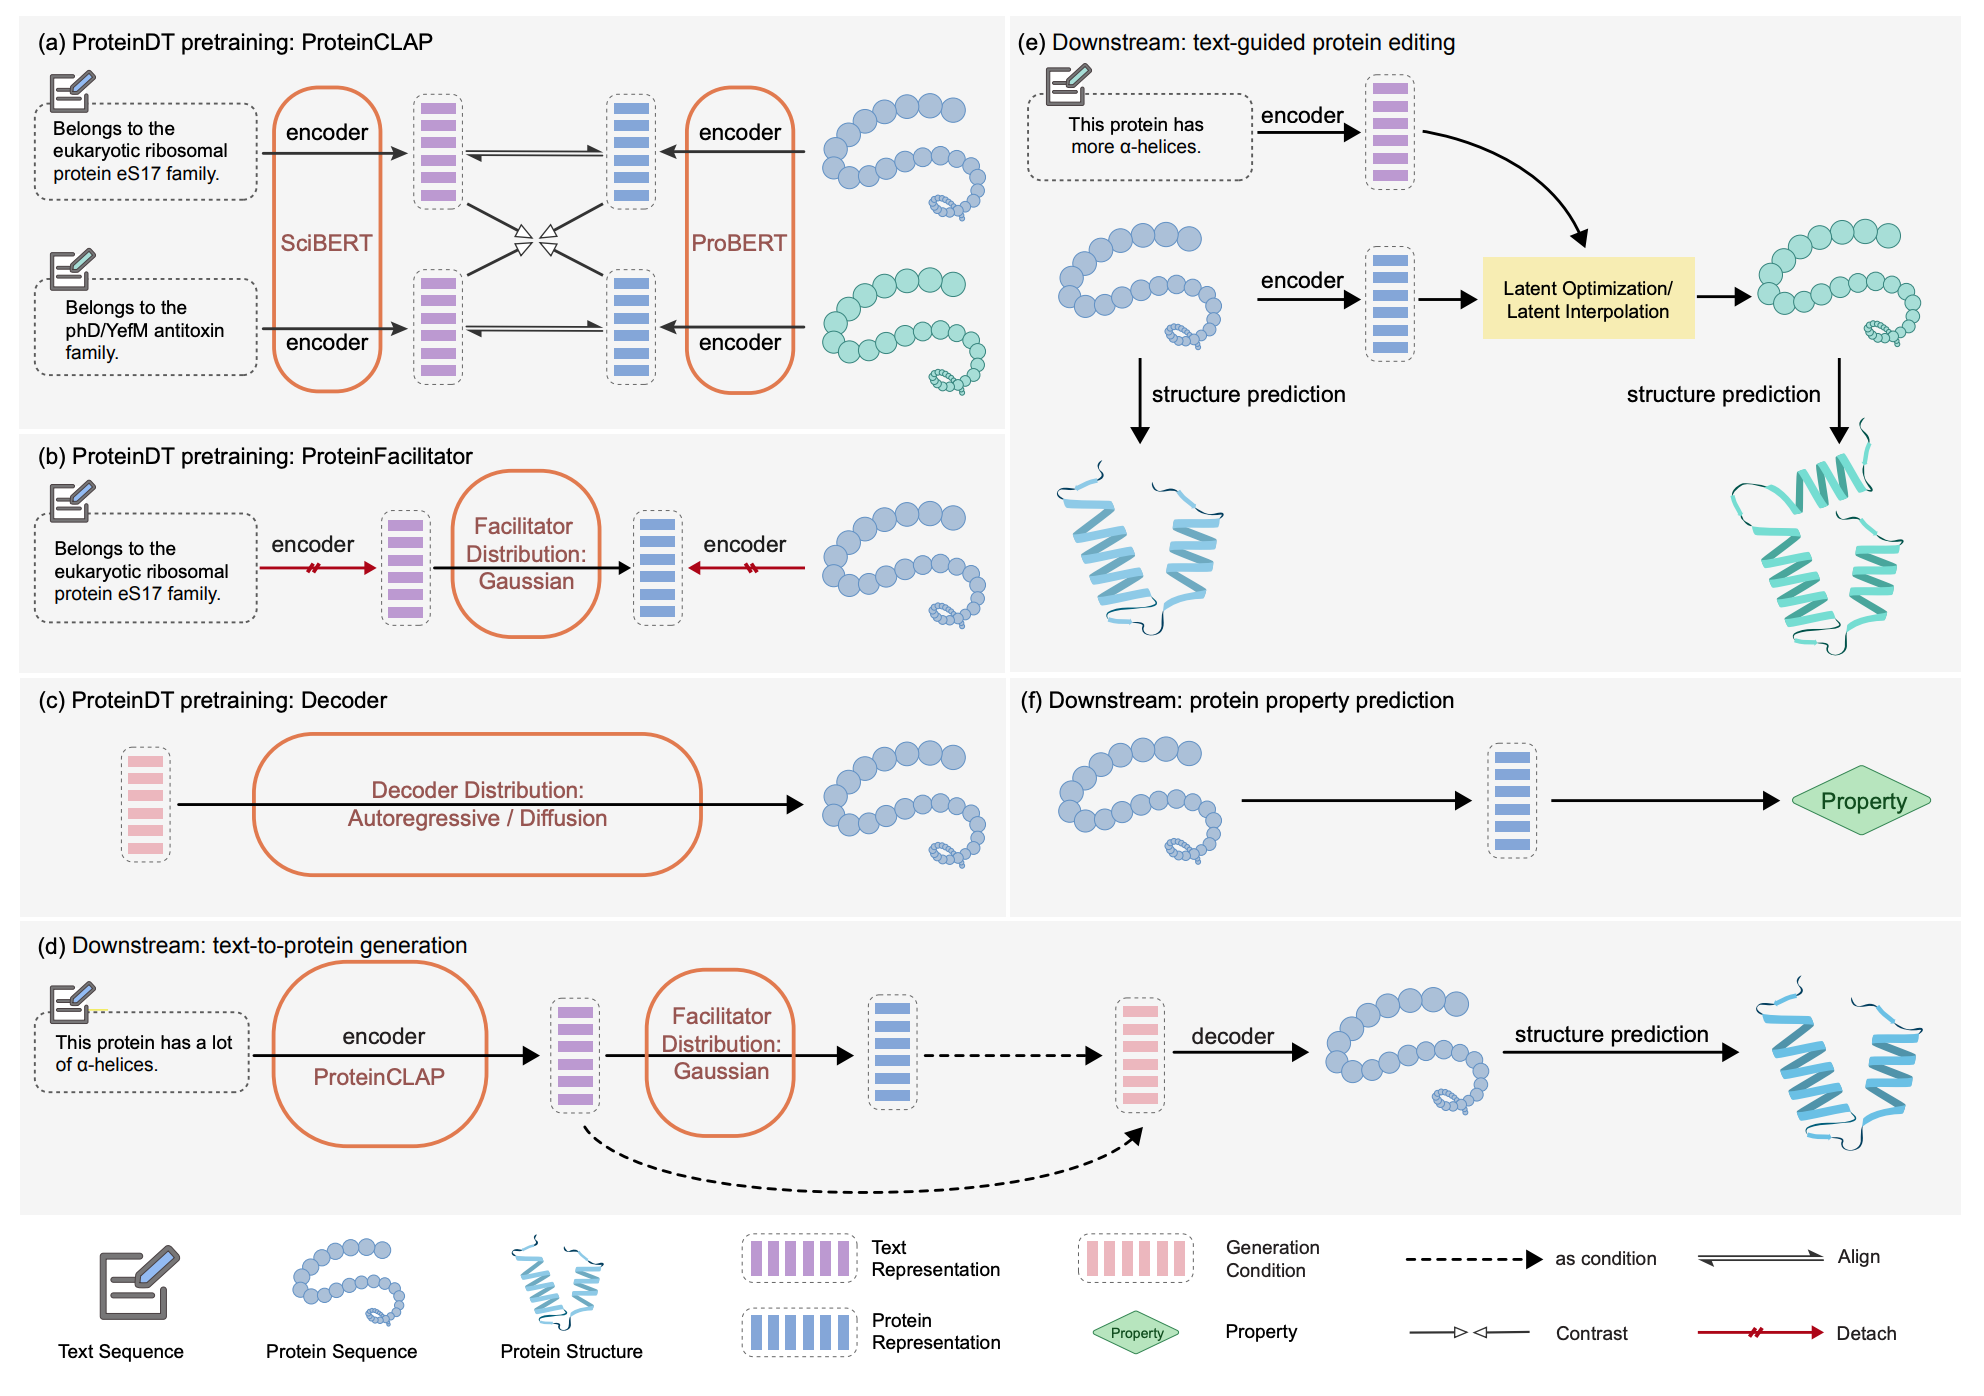 (a) ProteinDT pretraining: ProteinCLAP
Belongs to the
eukaryotic ribosomal
protein eS17 family.
encoder
encoder
SciBERT
ProBERT
Belongs to the
phD/YefM antitoxin
family.
encoder
encoder
(b) ProteinDT pretraining: ProteinFacilitator
Belongs to the
eukaryotic ribosomal
protein eS17 family.
encoder
Facilitator
Distribution:
Gaussian
encoder
(c) ProteinDT pretraining: Decoder
Decoder Distribution:
Autoregressive / Diffusion
(e) Downstream: text-guided protein editing
This protein has
more α-helices.
encoder
encoder
Latent Optimization/
Latent Interpolation
structure prediction
structure prediction
(f) Downstream: protein property prediction
Property
(d) Downstream: text-to-protein generation
This protein has a lot
of α-helices.
encoder
ProteinCLAP
Facilitator
Distribution:
Gaussian
decoder
structure prediction
Text Sequence
Protein Sequence
Protein Structure
Text
Representation
Protein
Representation
Generation
Condition
Property
Property
as condition
Contrast
Align
Detach